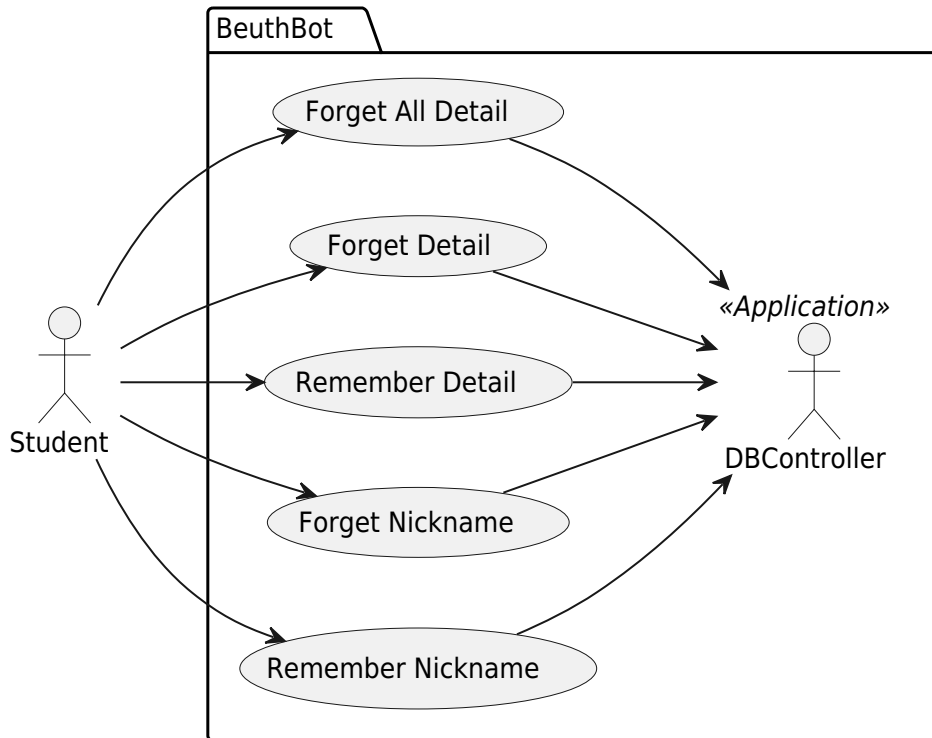 BeuthBot
Forget All Detail
Forget Detail
«Application»
Remember Detail
Student
DBController
Forget Nickname
Remember Nickname